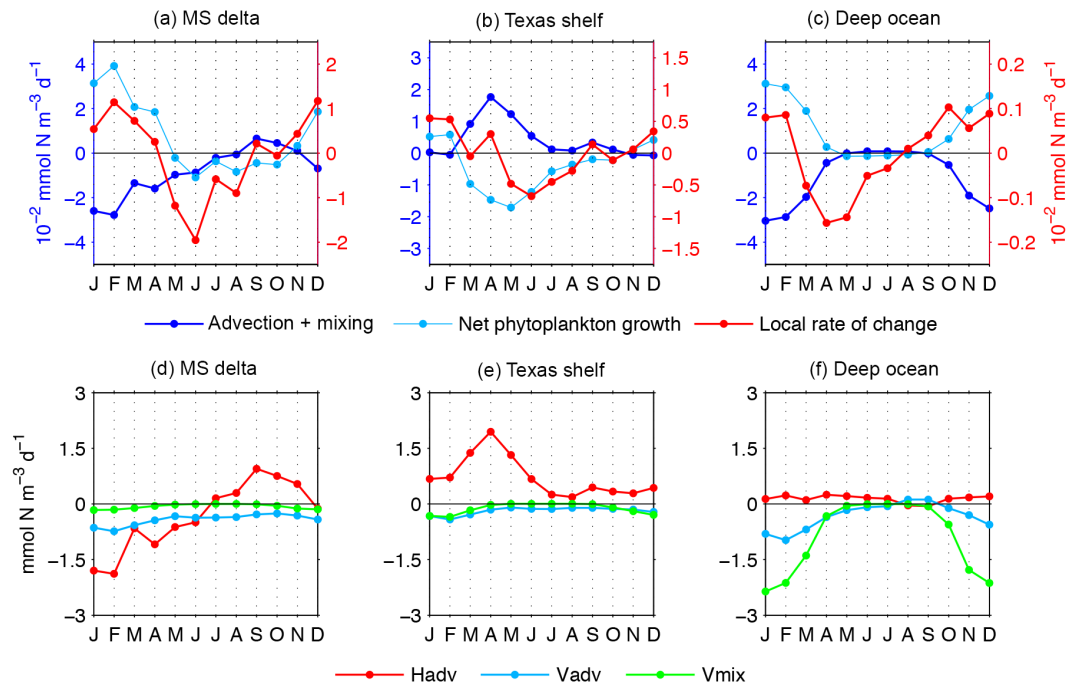 (a) MS delta
(b) Texas shelf
(c) Deep ocean
10−2 mmol N m−3 d−1
4
2
0
−2
−4
2
1
0
−1
−2
3
2
1
0
−1
−2
−3
1.5
1
0.5
0
−0.5
−1
−1.5
4
2
0
−2
−4
0.2
0.1
0
−0.1
−0.2
10−2 mmol N m−3 d−1
J F M A M J J A S O N D
J F M A M J J A S O N D
J F M A M J J A S O N D
Advection + mixing Net phytoplankton growth Local rate of change
(d) MS delta
(e) Texas shelf
(f) Deep ocean
mmol N m−3 d−1
3
1.5
0
−1.5
−3
3
1.5
0
−1.5
−3
3
1.5
0
−1.5
−3
J F M A M J J A S O N D
J F M A M J J A S O N D
J F M A M J J A S O N D
Hadv Vadv Vmix